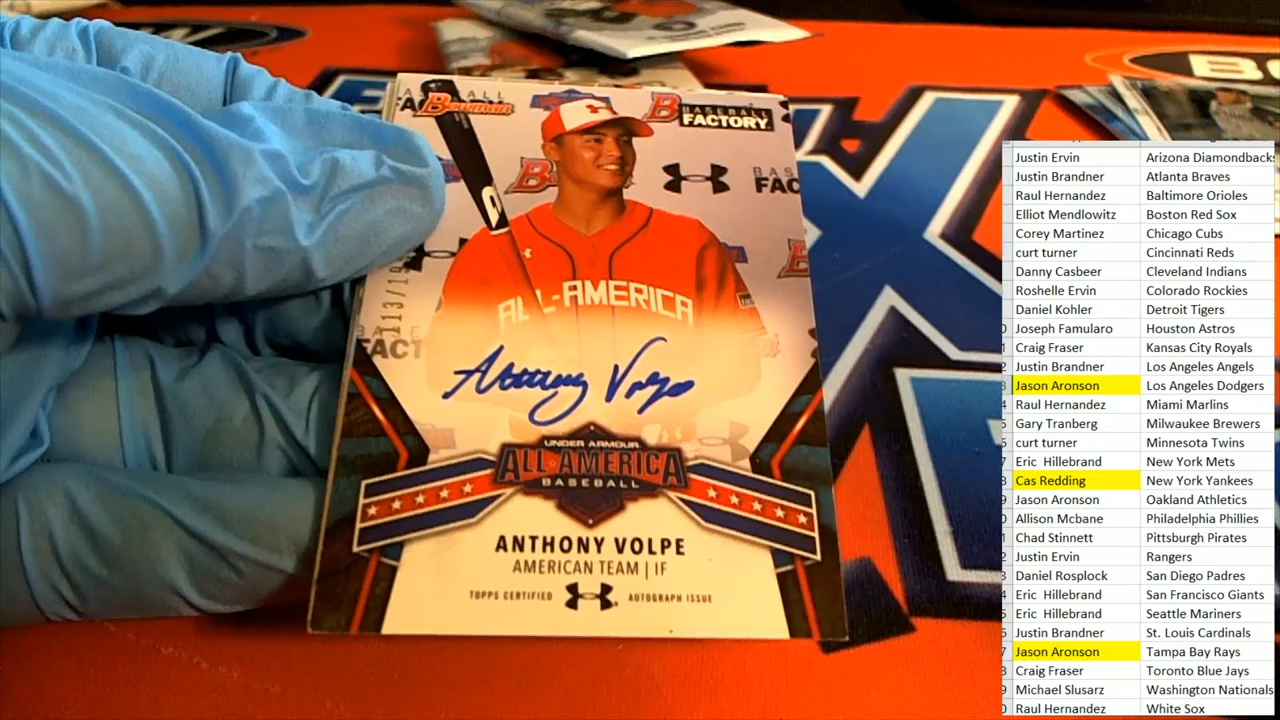 Bowman
BASEBALL
FACTORY
FAC
113/19
ALL-AMERICA
FACT
Anthony Volpe
UNDER ARMOUR
ALL AMERICA
BASEBALL
ANTHONY VOLPE
AMERICAN TEAM | IF
TOPPS CERTIFIED AUTOGRAPH ISSUE
Justin Ervin Arizona Diamondbacks
Justin Brandner Atlanta Braves
Raul Hernandez Baltimore Orioles
Elliot Mendlowitz Boston Red Sox
Corey Martinez Chicago Cubs
curt turner Cincinnati Reds
Danny Casbeer Cleveland Indians
Roshelle Ervin Colorado Rockies
Daniel Kohler Detroit Tigers
Joseph Famularo Houston Astros
Craig Fraser Kansas City Royals
Justin Brandner Los Angeles Angels
Jason Aronson Los Angeles Dodgers
Raul Hernandez Miami Marlins
Gary Tranberg Milwaukee Brewers
curt turner Minnesota Twins
Eric Hillebrand New York Mets
Cas Redding New York Yankees
Jason Aronson Oakland Athletics
Allison Mcbane Philadelphia Phillies
Chad Stinnett Pittsburgh Pirates
Justin Ervin Rangers
Daniel Rosplock San Diego Padres
Eric Hillebrand San Francisco Giants
Eric Hillebrand Seattle Mariners
Justin Brandner St. Louis Cardinals
Jason Aronson Tampa Bay Rays
Craig Fraser Toronto Blue Jays
Michael Slusarz Washington Nationals
Raul Hernandez White Sox